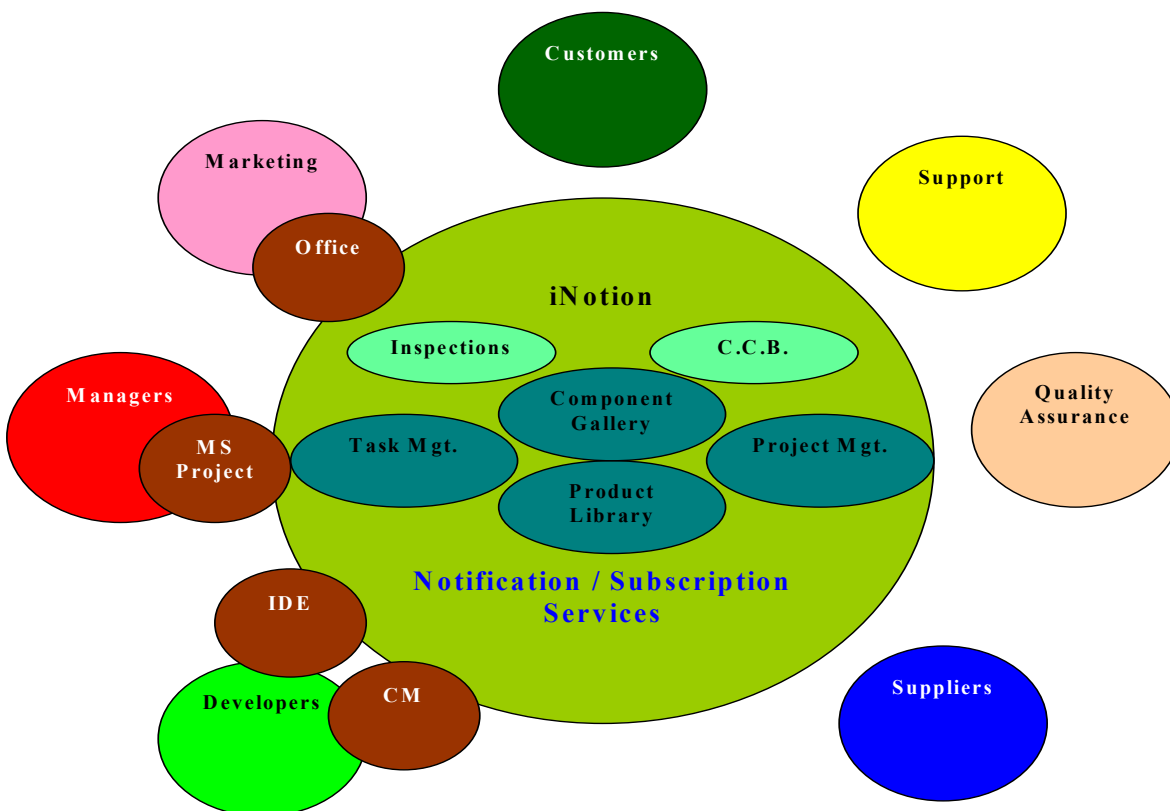 Customers
Marketing
Support
Office
iNotion
Inspections
C.C.B.
Managers
Component
Gallery
Quality
Assurance
MS
Project
Task Mgt.
Project Mgt.
Product
Library
Notification / Subscription
Services
IDE
Developers
CM
Suppliers